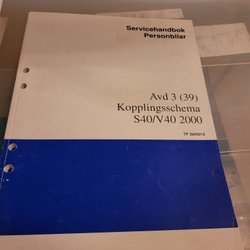 Servicehandbok
Personbilar
Avd 3 (39)
Kopplingsschema
S40/V40 2000